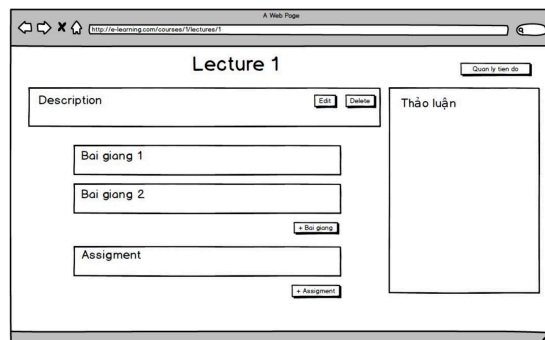 A Web Page
http://e-learning.com/courses/1/lectures/1
Lecture 1
Quan ly tien do
Description
Edit
Delete
Thảo luận
Bai giang 1
Bai giang 2
+ Bai giang
Assigment
+ Assigment